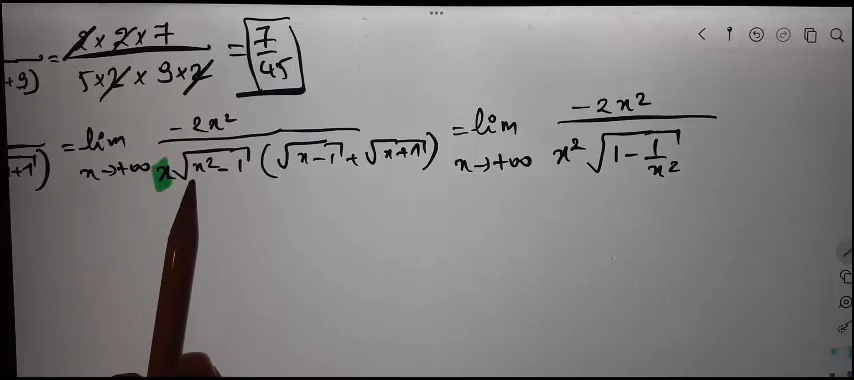 +9) = 2×2×7 / 5×2×9×2 = 7/45
+1) = lim x→+∞ -2x² / x√x²-1 (√x-1 + √x+1) = lim x→+∞ -2x² / x² √1 - 1/x²